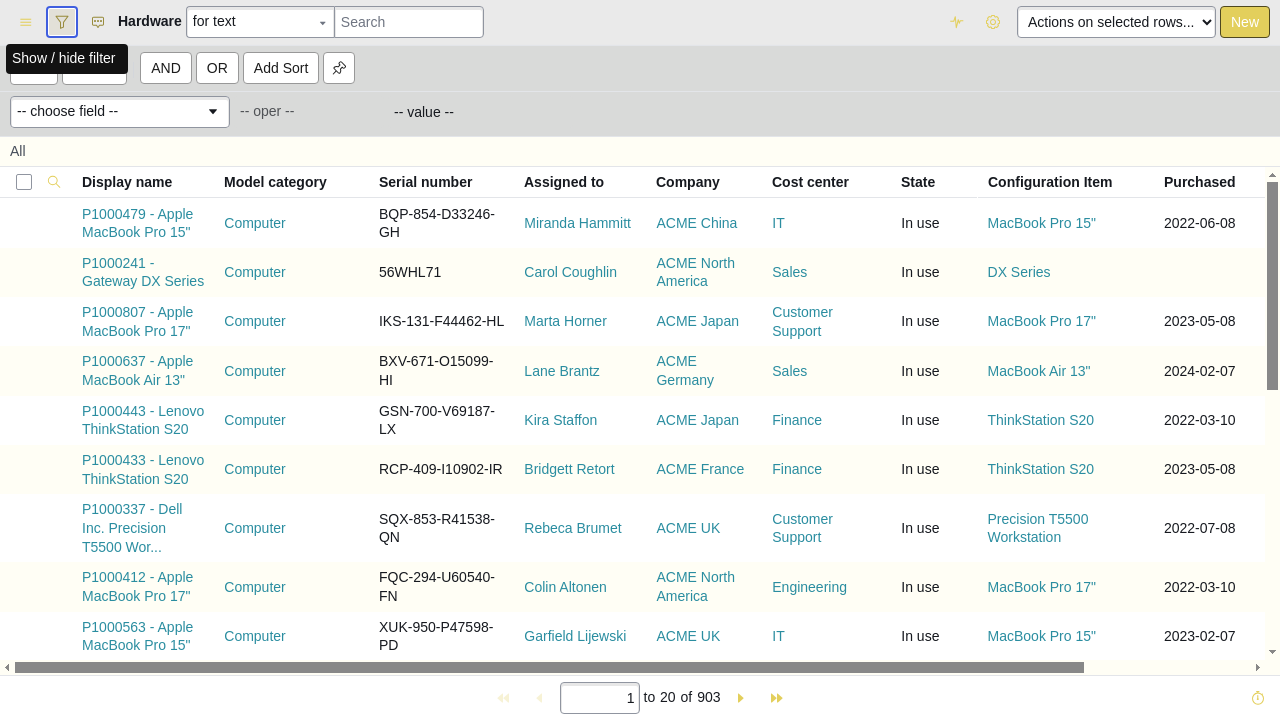 Hardware
for text
Search
Actions on selected rows...
New
Show / hide filter
AND
OR
Add Sort
-- choose field --
-- oper --
-- value --
All
Display name Model category Serial number Assigned to Company Cost center State Configuration Item Purchased
P1000479 - Apple MacBook Pro 15" Computer BQP-854-D33246-GH Miranda Hammitt ACME China IT In use MacBook Pro 15" 2022-06-08
P1000241 - Gateway DX Series Computer 56WHL71 Carol Coughlin ACME North America Sales In use DX Series
P1000807 - Apple MacBook Pro 17" Computer IKS-131-F44462-HL Marta Horner ACME Japan Customer Support In use MacBook Pro 17" 2023-05-08
P1000637 - Apple MacBook Air 13" Computer BXV-671-O15099-HI Lane Brantz ACME Germany Sales In use MacBook Air 13" 2024-02-07
P1000443 - Lenovo ThinkStation S20 Computer GSN-700-V69187-LX Kira Staffon ACME Japan Finance In use ThinkStation S20 2022-03-10
P1000433 - Lenovo ThinkStation S20 Computer RCP-409-I10902-IR Bridgett Retort ACME France Finance In use ThinkStation S20 2023-05-08
P1000337 - Dell Inc. Precision T5500 Wor... Computer SQX-853-R41538-QN Rebeca Brumet ACME UK Customer Support In use Precision T5500 Workstation 2022-07-08
P1000412 - Apple MacBook Pro 17" Computer FQC-294-U60540-FN Colin Altonen ACME North America Engineering In use MacBook Pro 17" 2022-03-10
P1000563 - Apple MacBook Pro 15" Computer XUK-950-P47598-PD Garfield Lijewski ACME UK IT In use MacBook Pro 15" 2023-02-07
1 to 20 of 903